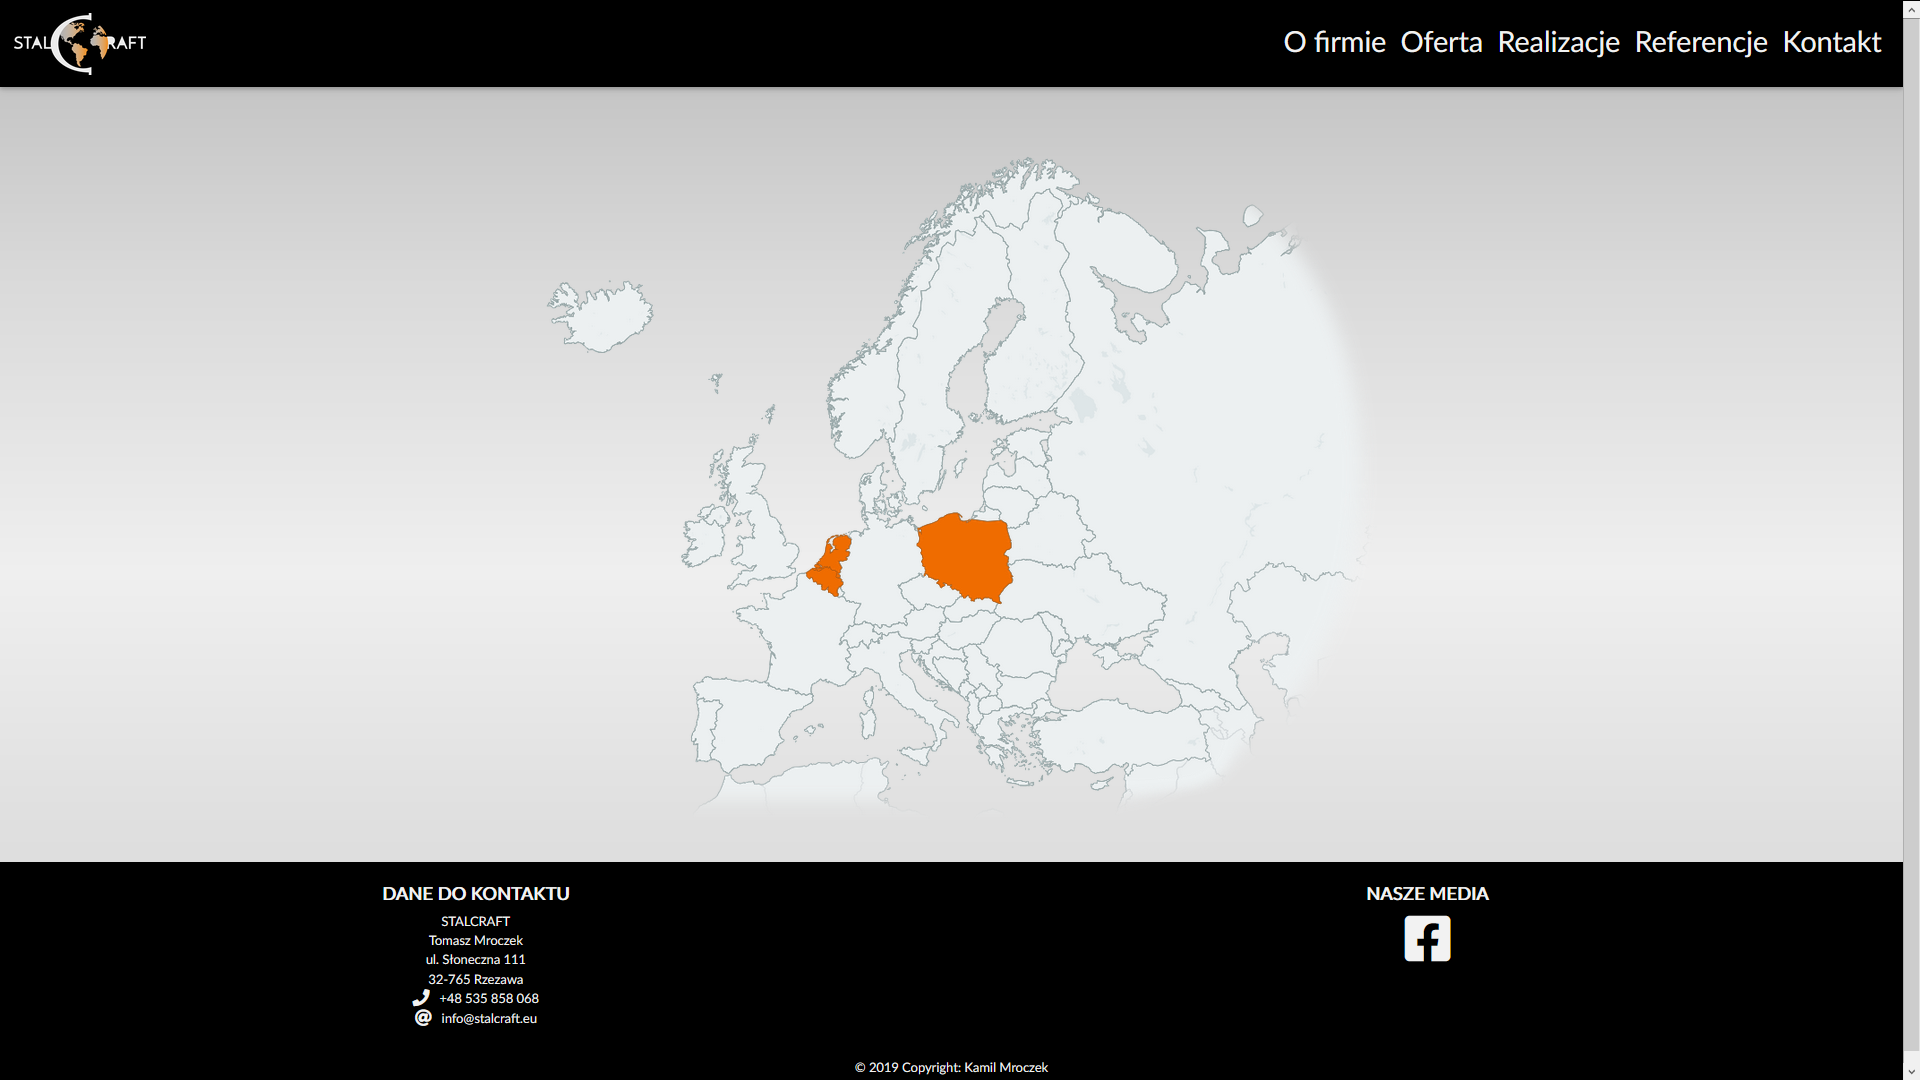 STALCRAFT
O firmie Oferta Realizacje Referencje Kontakt
DANE DO KONTAKTU
STALCRAFT
Tomasz Mroczek
ul. Słoneczna 111
32-765 Rzezawa
+48 535 858 068
info@stalcraft.eu
NASZE MEDIA
© 2019 Copyright: Kamil Mroczek